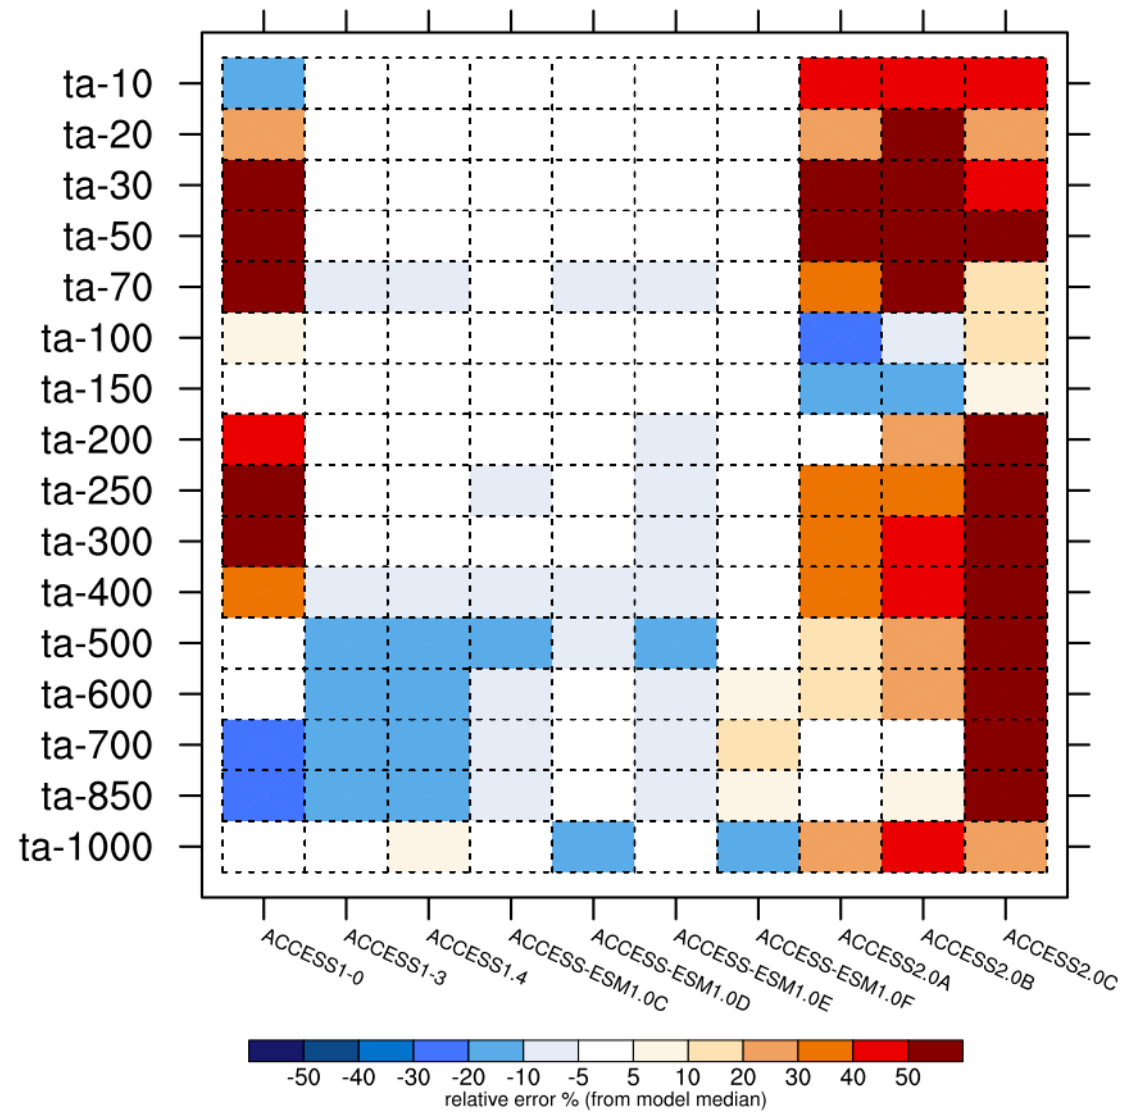 ta-10
ta-20
ta-30
ta-50
ta-70
ta-100
ta-150
ta-200
ta-250
ta-300
ta-400
ta-500
ta-600
ta-700
ta-850
ta-1000
ACCESS1-0
ACCESS1-3
ACCESS1.4
ACCESS-ESM1.0C
ACCESS-ESM1.0D
ACCESS-ESM1.0E
ACCESS-ESM1.0F
ACCESS2.0A
ACCESS2.0B
ACCESS2.0C
-50 -40 -30 -20 -10 -5 5 10 20 30 40 50
relative error % (from model median)